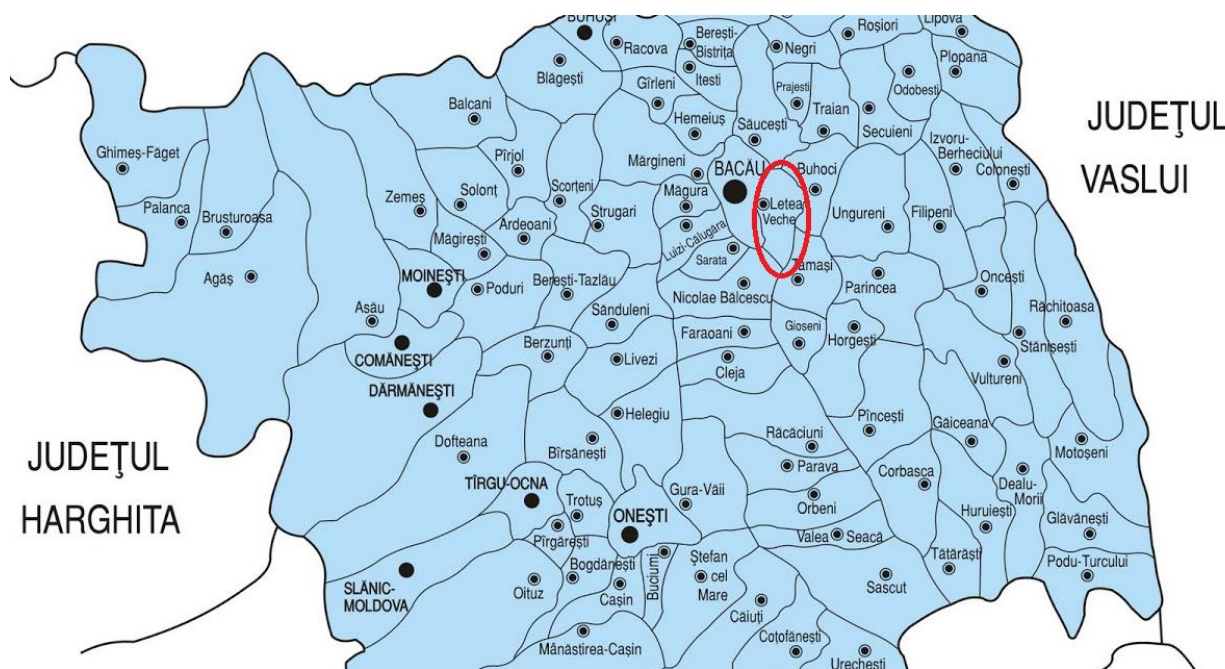 BUHUŞI
Racova
Bereşti-
Bistriţa
Negri
Roşiori
Lipova
Blăgeşti
Itesti
Plopana
Gîrleni
Prajesti
Odobesti
Balcani
Hemeiuş
Traian
Săuceşti
Secuieni
JUDEŢUL
VASLUI
Izvoru-
Berheciului
Ghimeş-Făget
Pîrjol
Mărgineni
BACĂU
Buhoci
Coloneşti
Zemeş
Solonţ
Scorţeni
Măgura
Letea
Veche
Palanca
Brusturoasa
Ardeoani
Strugari
Ungureni
Filipeni
Măgireşti
Luizi-Călugăra
Sarata
Agăş
MOINEŞTI
Poduri
Bereşti-Tazlău
Tămaşi
Parincea
Onceşti
Nicolae Bălcescu
Asău
Sănduleni
Răchitoasa
Faraoani
Gioseni
Horgeşti
Stănişeşti
COMĂNEŞTI
Berzunţi
Livezi
Cleja
Vultureni
DĂRMĂNEŞTI
Helegiu
Pînceşti
Găiceana
Dofteana
Bîrsăneşti
Răcăciuni
Motoşeni
JUDEŢUL
HARGHITA
Parava
Corbasca
Dealu-
Morii
TÎRGU-OCNA
Trotuş
Gura-Văii
Orbeni
ONEŞTI
Huruieşti
Glăvăneşti
Pîrgăreşti
Valea Seacă
Bogdăneşti
Buciumi
Ştefan
cel
Mare
Tătărăşti
Podu-Turcului
SLĂNIC-
MOLDOVA
Oituz
Caşin
Sascut
Căiuţi
Mănăstirea-Caşin
Coţofăneşti
Urecheşti